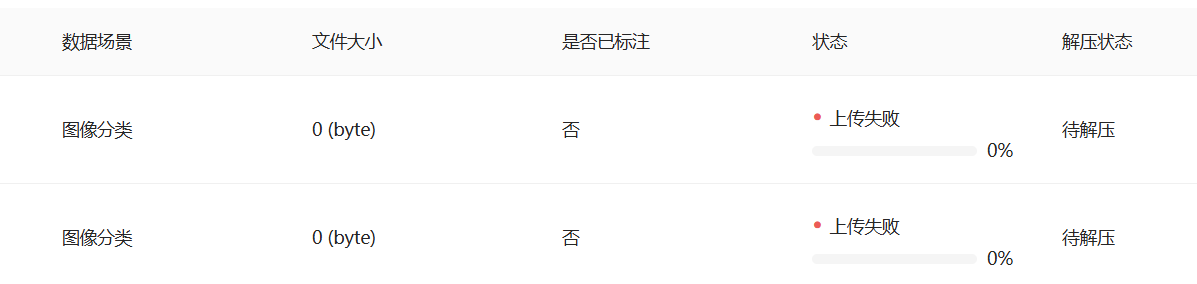 数据场景 文件大小 是否已标注 状态 解压状态
图像分类 0 (byte) 否 上传失败 0% 待解压
图像分类 0 (byte) 否 上传失败 0% 待解压